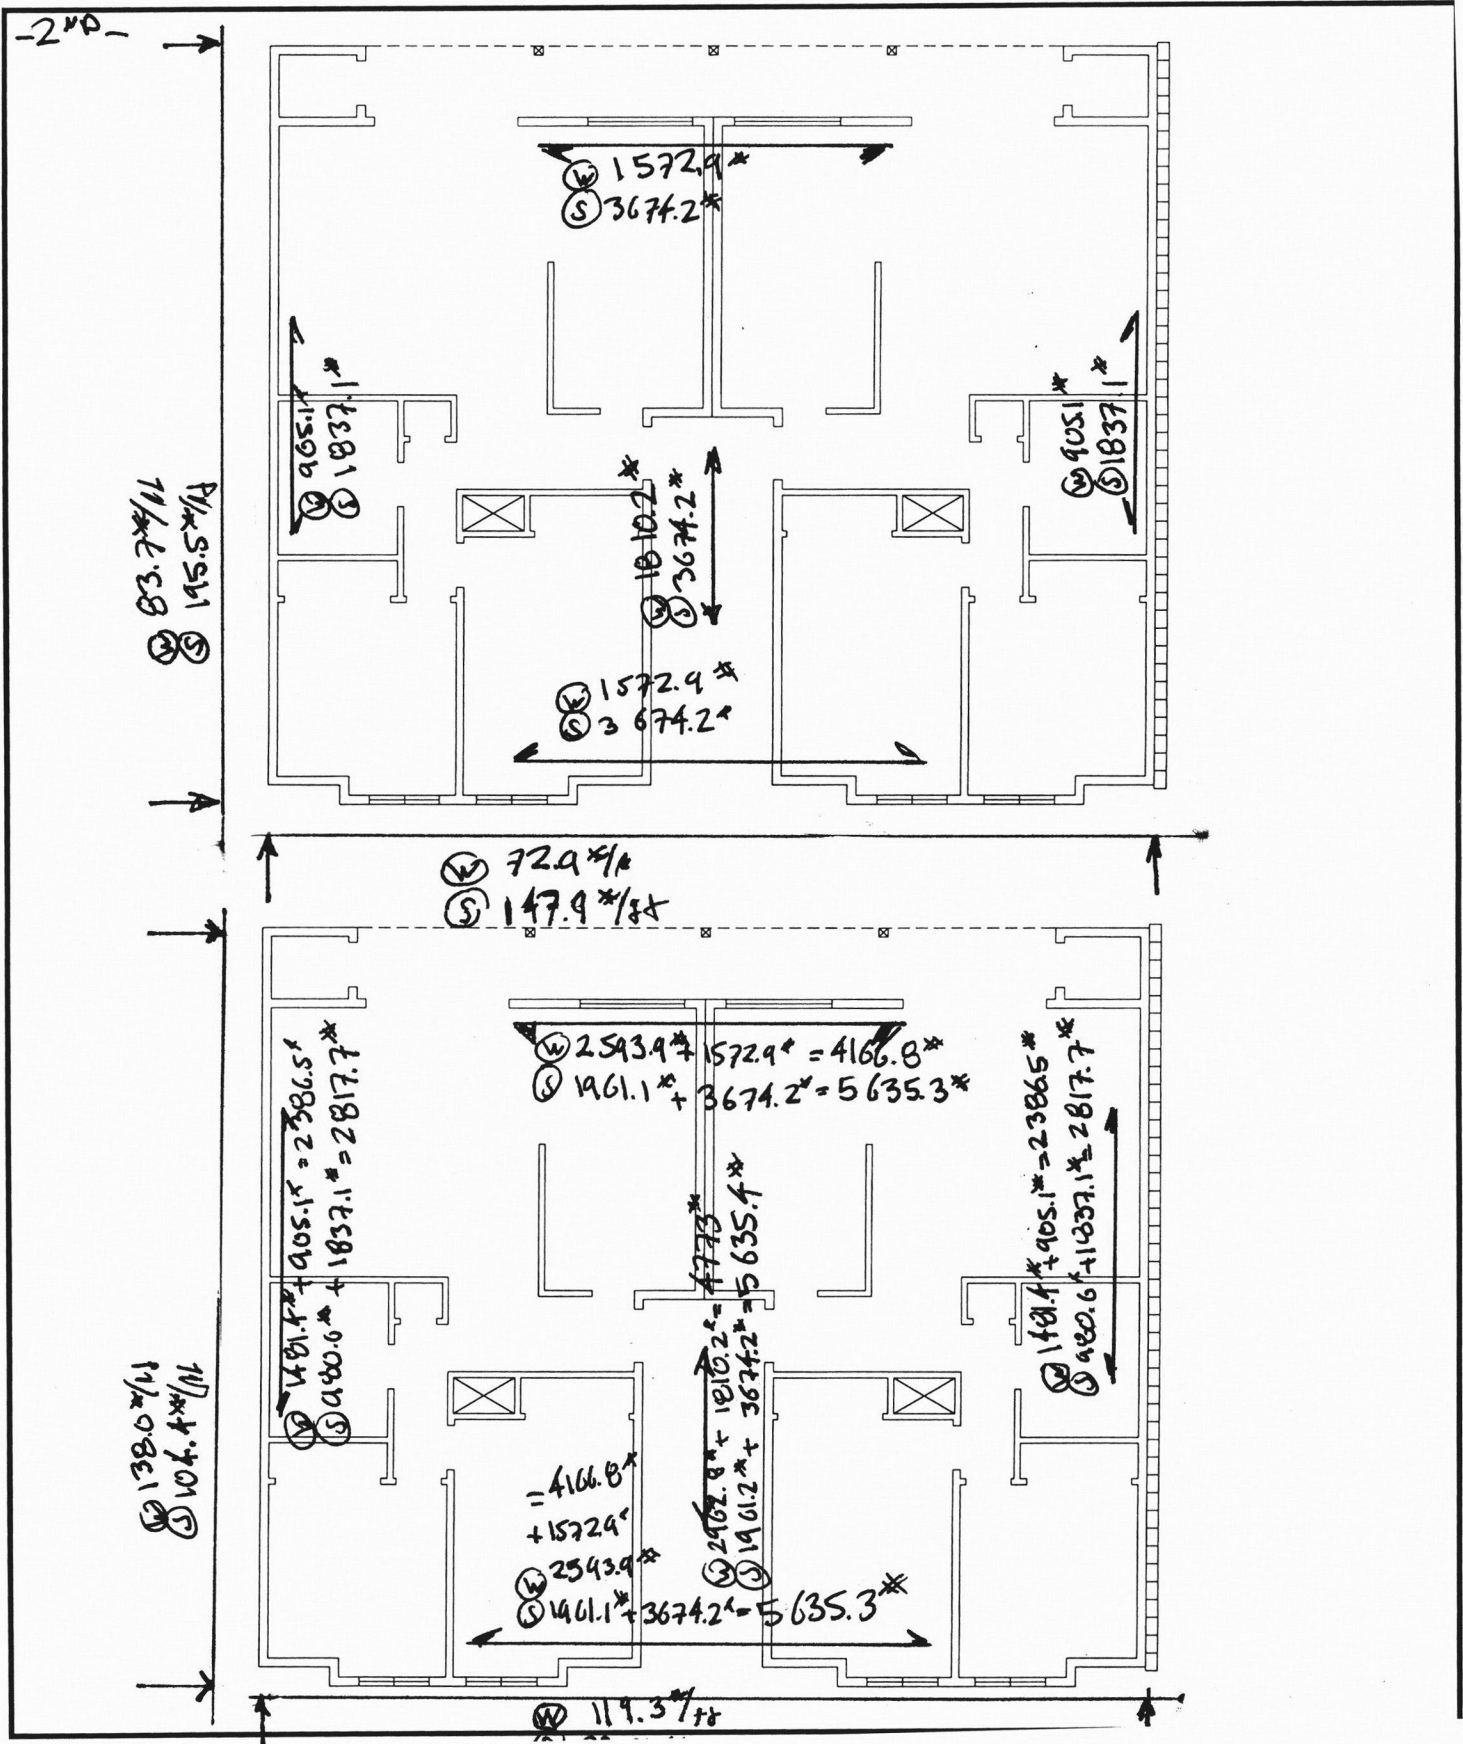 -2ND-
Ⓦ 1572.9#
Ⓢ 3674.2#
Ⓦ 905.1#
Ⓢ 1837.1#
Ⓦ 905.1#
Ⓢ 1837.1#
Ⓦ 83.7#/ft
Ⓢ 195.5#/ft
Ⓦ 1810.2#
Ⓢ 3674.2#
Ⓦ 1572.9#
Ⓢ 3674.2#
Ⓦ 72.9#/ft
Ⓢ 147.9#/ft
Ⓦ 2593.9# + 1572.9# = 4166.8#
Ⓢ 1961.1# + 3674.2# = 5635.3#
Ⓦ 1481.4# + 905.1# = 2386.5#
Ⓢ 980.6# + 1837.1# = 2817.7#
Ⓦ 1481.4# + 905.1# = 2386.5#
Ⓢ 980.6# + 1837.1# = 2817.7#
Ⓦ 2962.8# + 1810.2# = 4773#
Ⓢ 1961.2# + 3674.2# = 5635.4#
Ⓦ 138.0#/ft
Ⓢ 104.4#/ft
= 4166.8#
+ 1572.9#
Ⓦ 2593.9#
Ⓢ 1961.1# + 3674.2# = 5635.3#
Ⓦ 119.3#/ft